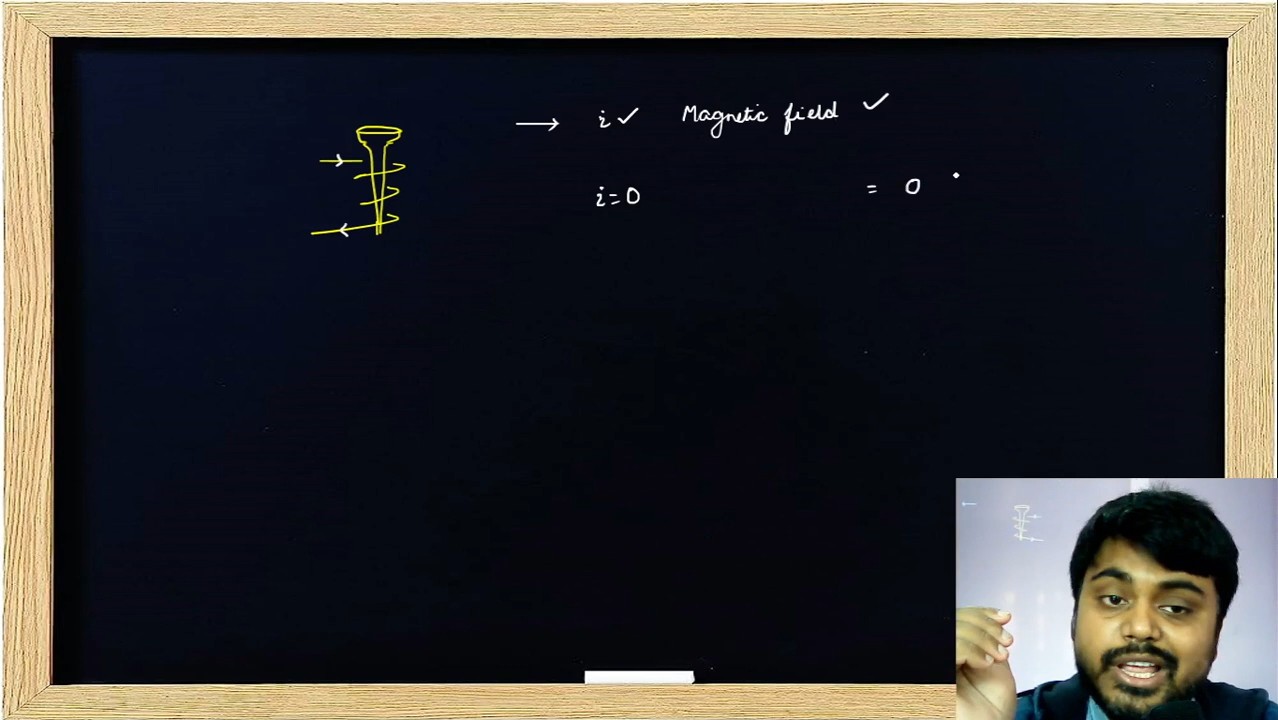 → i ✓ Magnetic field ✓
i = 0 = 0